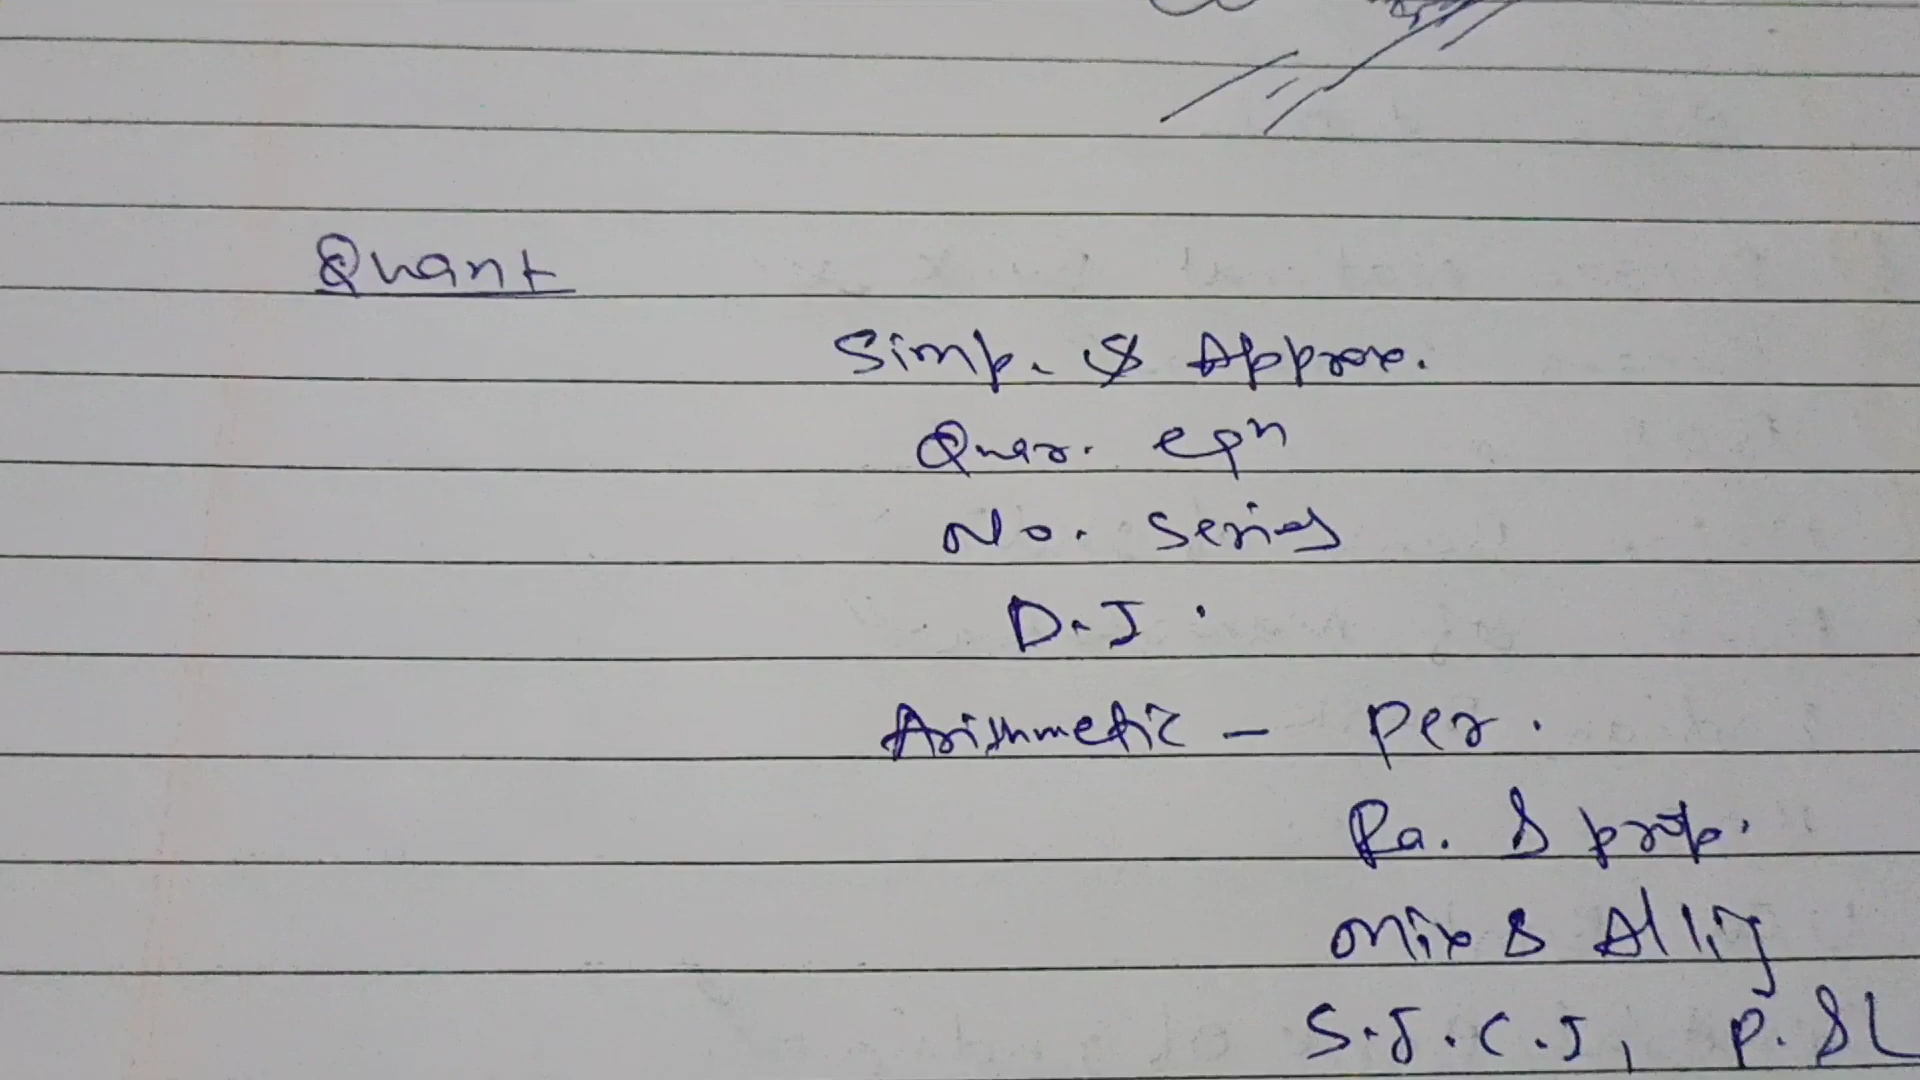 Quant
Simp. & Approx.
Quar. eqn
No. Series
D.I.
Arithmetic - Per.
Ra. & prop.
Mix & Allig
S.I. C.I, P. &L